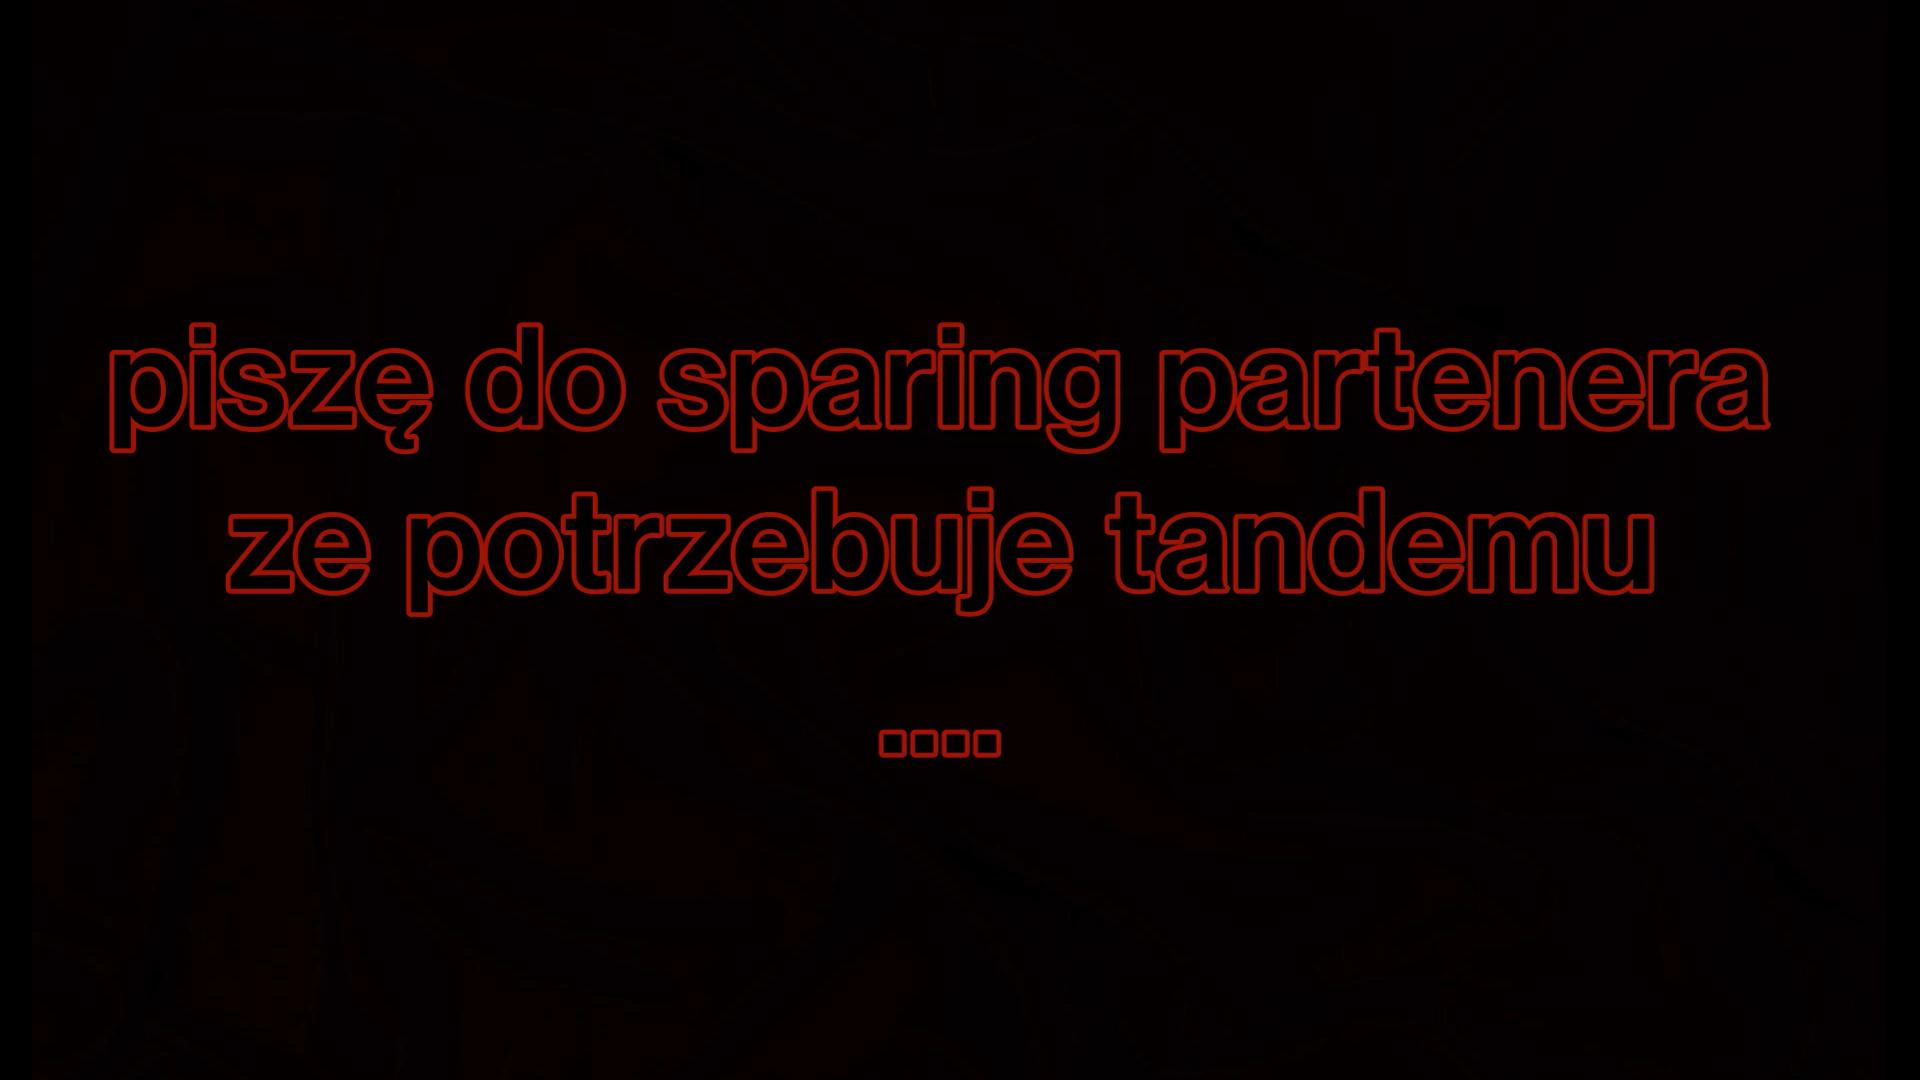 piszę do sparing partenera
ze potrzebuje tandemu
....